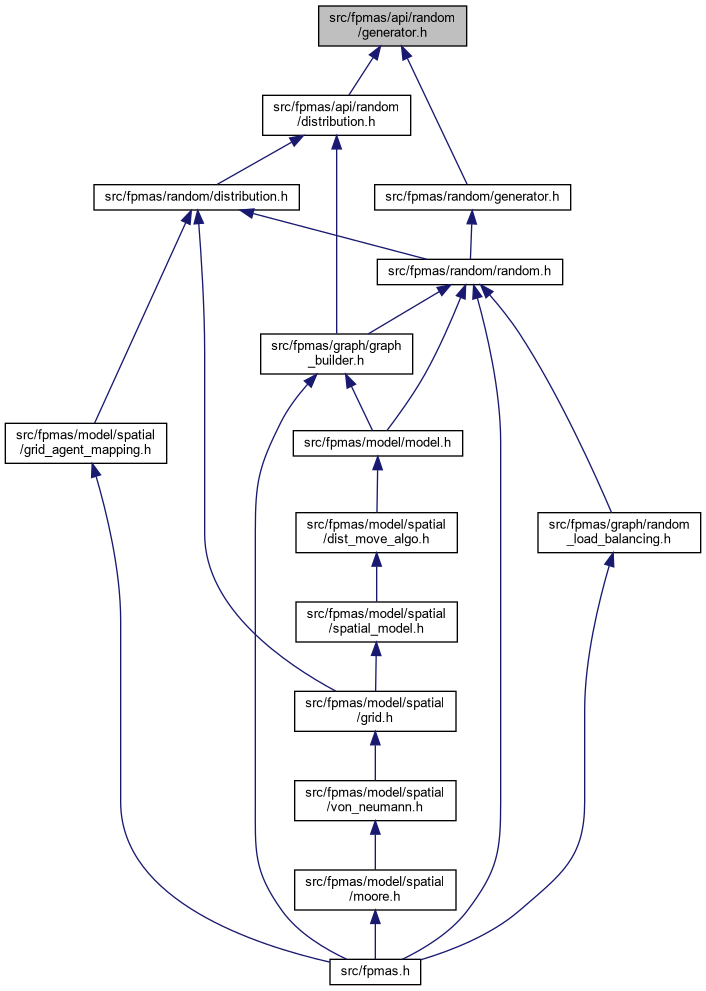 src/fpmas/api/random
/generator.h
src/fpmas/api/random
/distribution.h
src/fpmas/random/distribution.h
src/fpmas/random/generator.h
src/fpmas/random/random.h
src/fpmas/graph/graph
_builder.h
src/fpmas/model/spatial
/grid_agent_mapping.h
src/fpmas/model/model.h
src/fpmas/model/spatial
/dist_move_algo.h
src/fpmas/graph/random
_load_balancing.h
src/fpmas/model/spatial
/spatial_model.h
src/fpmas/model/spatial
/grid.h
src/fpmas/model/spatial
/von_neumann.h
src/fpmas/model/spatial
/moore.h
src/fpmas.h